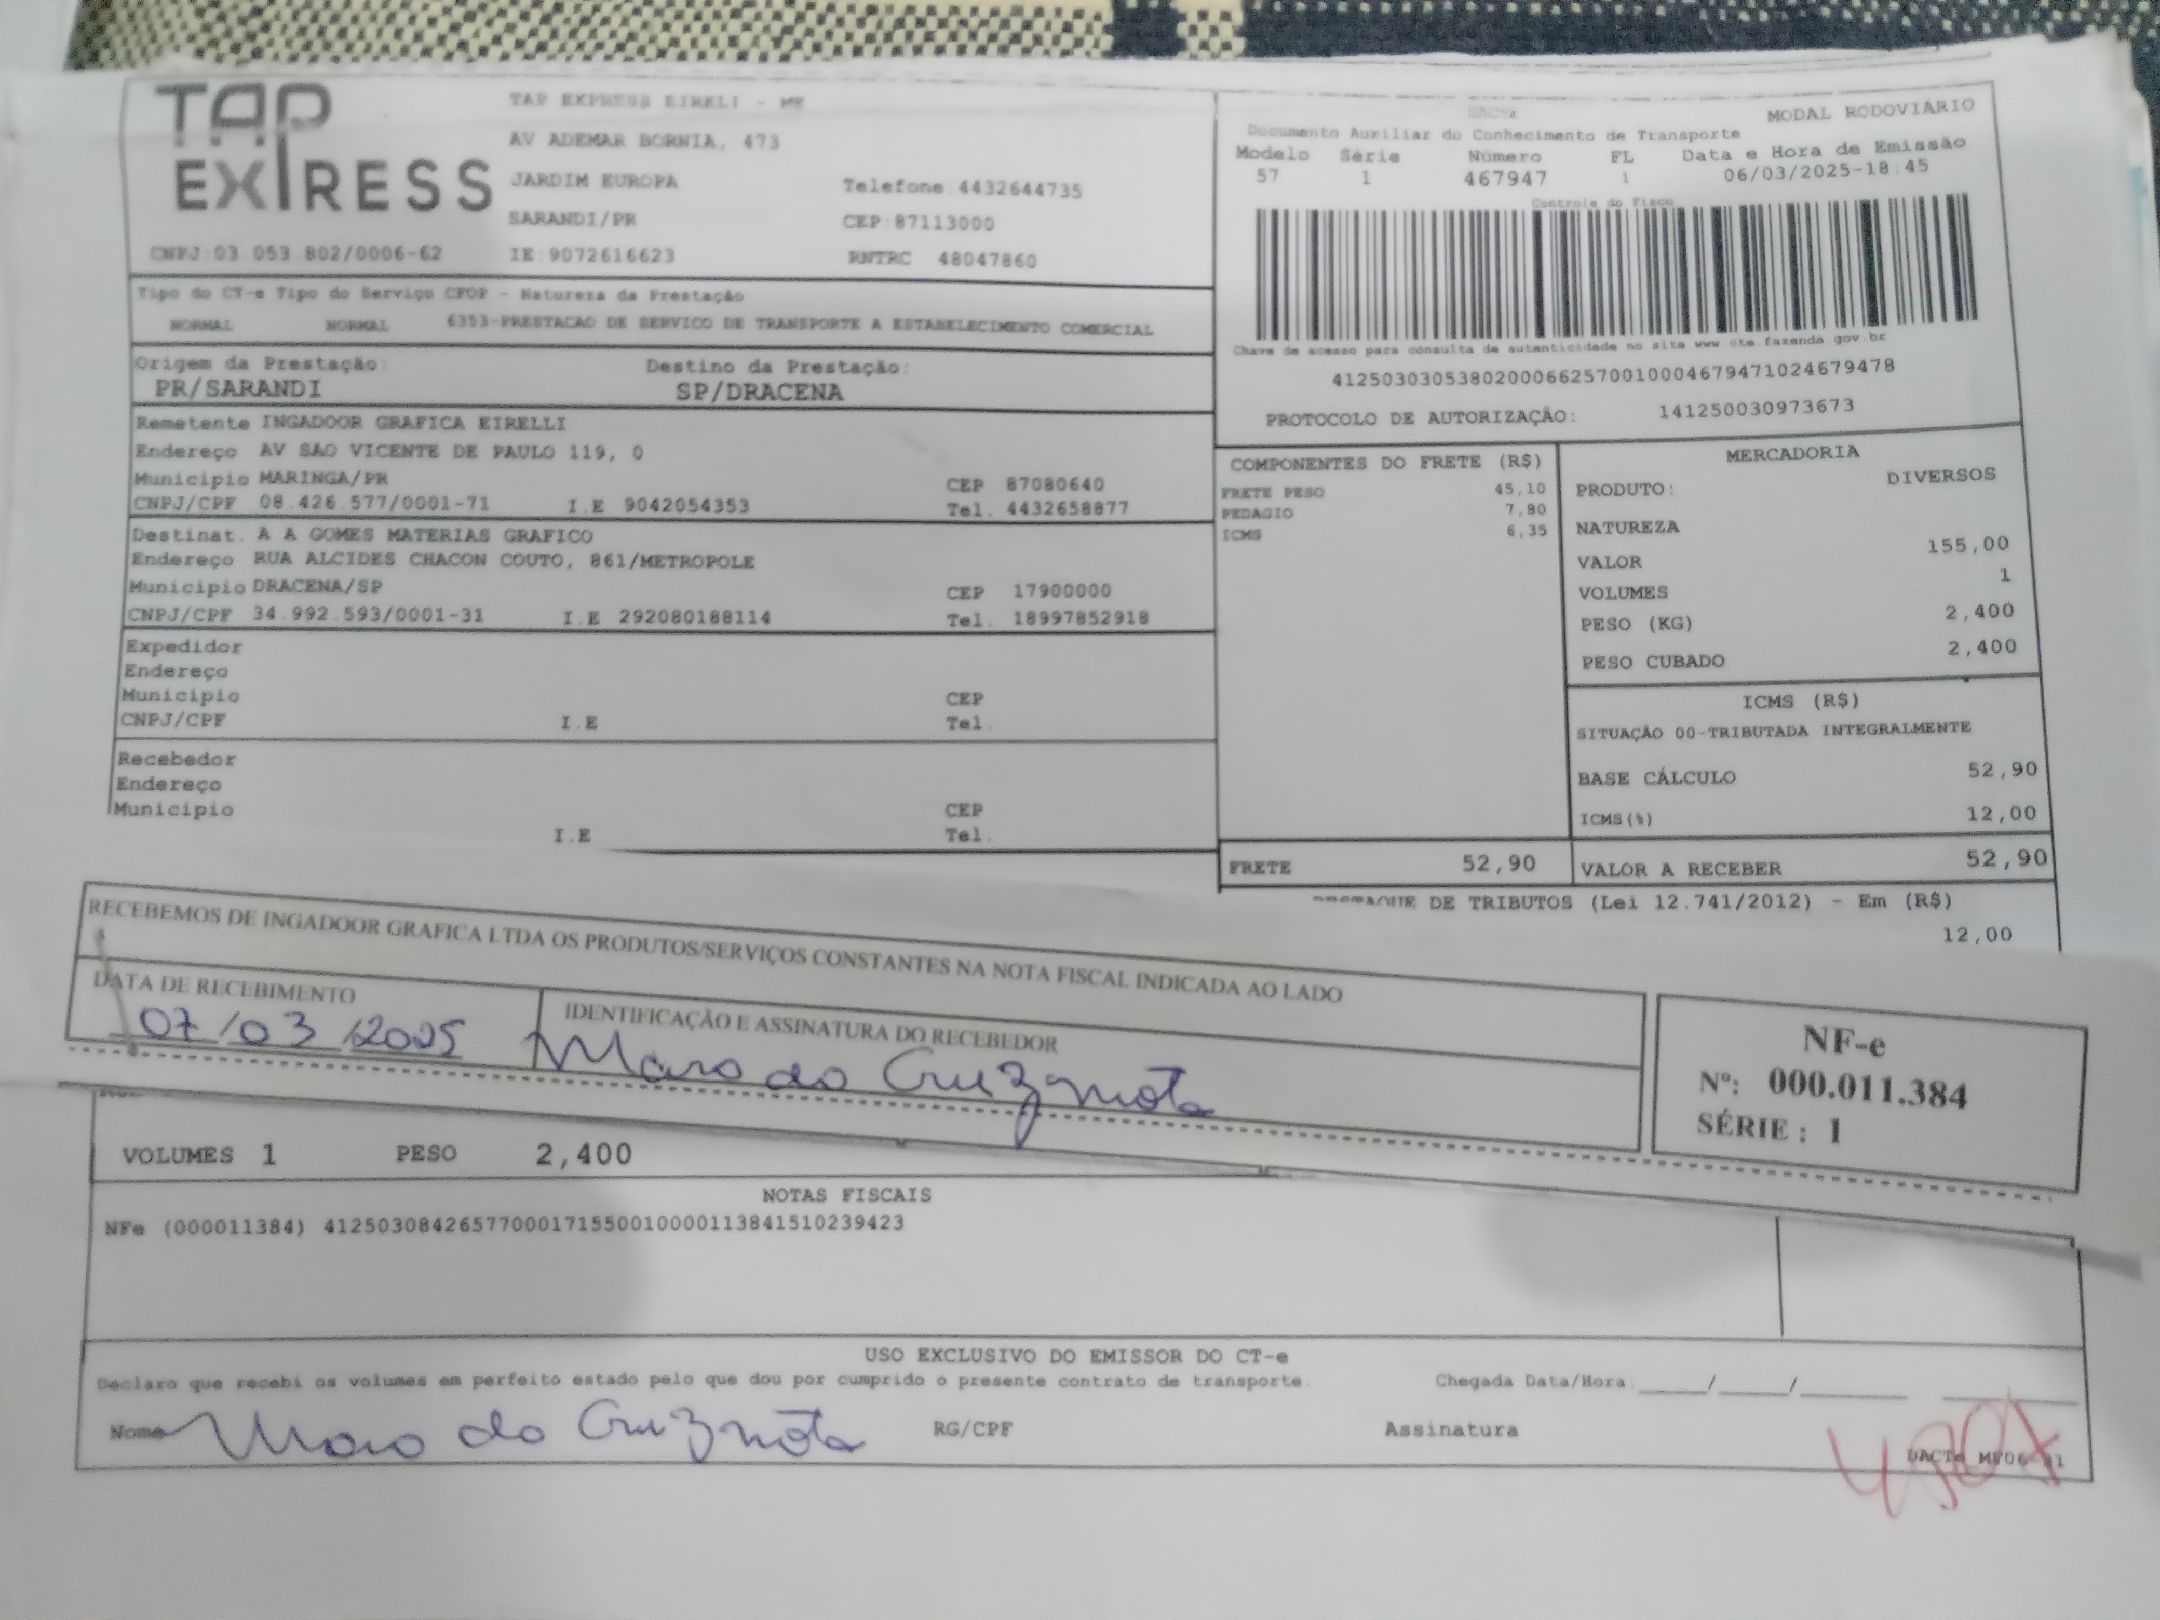 TAP EXPRESS
TAP EXPRESS EIRELI - ME
AV ADEMAR BORNIA, 473
JARDIM EUROPA Telefone.4432644735
SARANDI/PR CEP:87113000
CNPJ:03.053.802/0006-62 IE:9072616623 RNTRC 48047860
DACTE MODAL RODOVIÁRIO
Documento Auxiliar do Conhecimento de Transporte
Modelo Série Número FL Data e Hora de Emissão
57 1 467947 1 06/03/2025-18:45
Controle do Fisco
Chave de acesso para consulta de autenticidade no site www.cte.fazenda.gov.br
41250303053802000662570010004679471024679478
PROTOCOLO DE AUTORIZAÇÃO: 141250030973673
Tipo do CT-e Tipo do Serviço CFOP - Natureza da Prestação
NORMAL NORMAL 6353-PRESTACAO DE SERVICO DE TRANSPORTE A ESTABELECIMENTO COMERCIAL
Origem da Prestação: Destino da Prestação:
PR/SARANDI SP/DRACENA
Remetente INGADOOR GRAFICA EIRELLI
Endereço AV SAO VICENTE DE PAULO 119, 0
Municipio MARINGA/PR CEP 87080640
CNPJ/CPF 08.426.577/0001-71 I.E 9042054353 Tel. 4432658877
Destinat. A A GOMES MATERIAS GRAFICO
Endereço RUA ALCIDES CHACON COUTO, 861/METROPOLE
Municipio DRACENA/SP CEP 17900000
CNPJ/CPF 34.992.593/0001-31 I.E 292080188114 Tel. 18997852918
Expedidor
Endereço
Municipio CEP
CNPJ/CPF I.E Tel.
Recebedor
Endereço
Municipio CEP
I.E Tel.
COMPONENTES DO FRETE (R$)
FRETE PESO 45,10
PEDAGIO 7,80
ICMS 6,35
FRETE 52,90
MERCADORIA
PRODUTO: DIVERSOS
NATUREZA
VALOR 155,00
VOLUMES 1
PESO (KG) 2,400
PESO CUBADO 2,400
ICMS (R$)
SITUAÇÃO 00-TRIBUTADA INTEGRALMENTE
BASE CÁLCULO 52,90
ICMS(%) 12,00
VALOR A RECEBER 52,90
DE TRIBUTOS (Lei 12.741/2012) - Em (R$)
12,00
RECEBEMOS DE INGADOOR GRAFICA LTDA OS PRODUTOS/SERVIÇOS CONSTANTES NA NOTA FISCAL INDICADA AO LADO
DATA DE RECEBIMENTO IDENTIFICAÇÃO E ASSINATURA DO RECEBEDOR
07/03/2025
NF-e
Nº: 000.011.384
SÉRIE: 1
VOLUMES 1 PESO 2,400
NOTAS FISCAIS
NFe (000011384) 41250308426577000171550010000113841510239423
USO EXCLUSIVO DO EMISSOR DO CT-e
Declaro que recebi os volumes em perfeito estado pelo que dou por cumprido o presente contrato de transporte. Chegada Data/Hora:____/____/______
Nome RG/CPF Assinatura